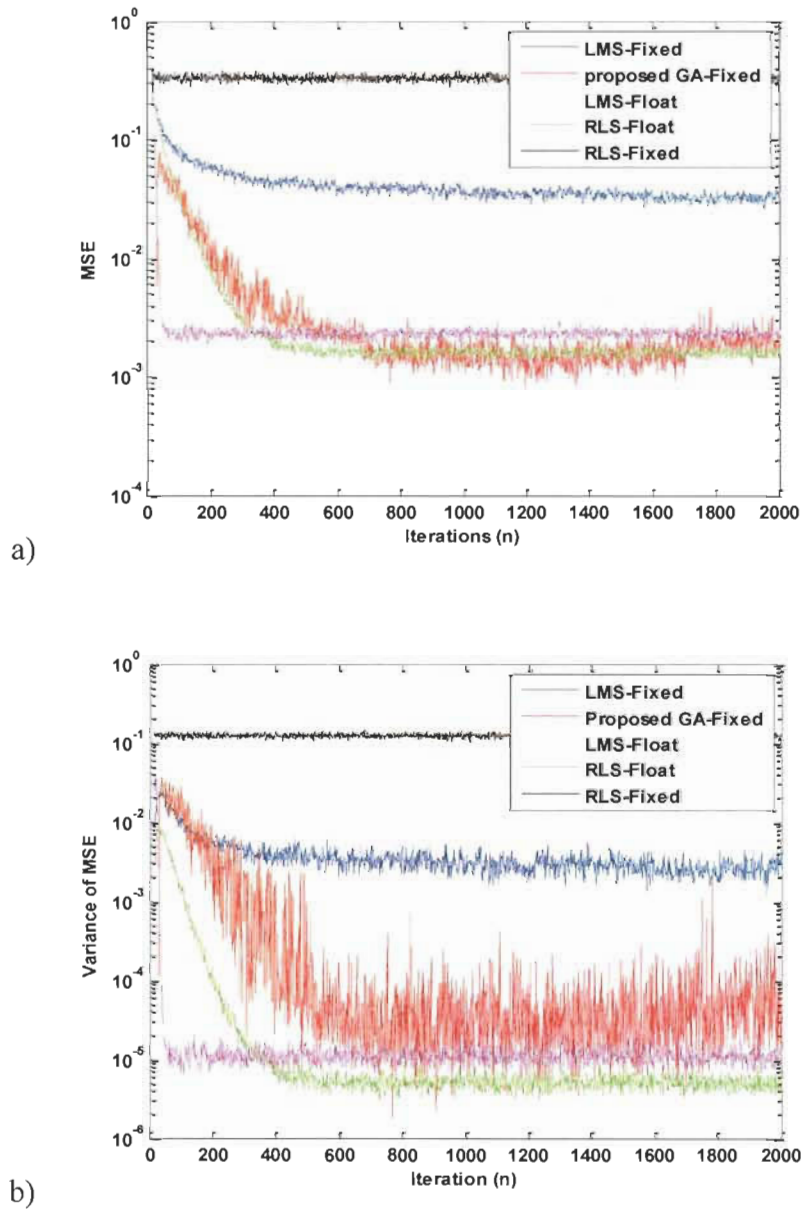 10^0
10^-1
10^-2
10^-3
10^-4
MSE
LMS-Fixed
proposed GA-Fixed
LMS-Float
RLS-Float
RLS-Fixed
0 200 400 600 800 1000 1200 1400 1600 1800 2000
Iterions (n)
a)
10^0
10^-1
10^-2
10^-3
10^-4
10^-5
10^-6
Variance of MSE
LMS-Fixed
Proposed GA-Fixed
LMS-Float
RLS-Float
RLS-Fixed
0 200 400 600 800 1000 1200 1400 1600 1800 2000
Iteration (n)
b)